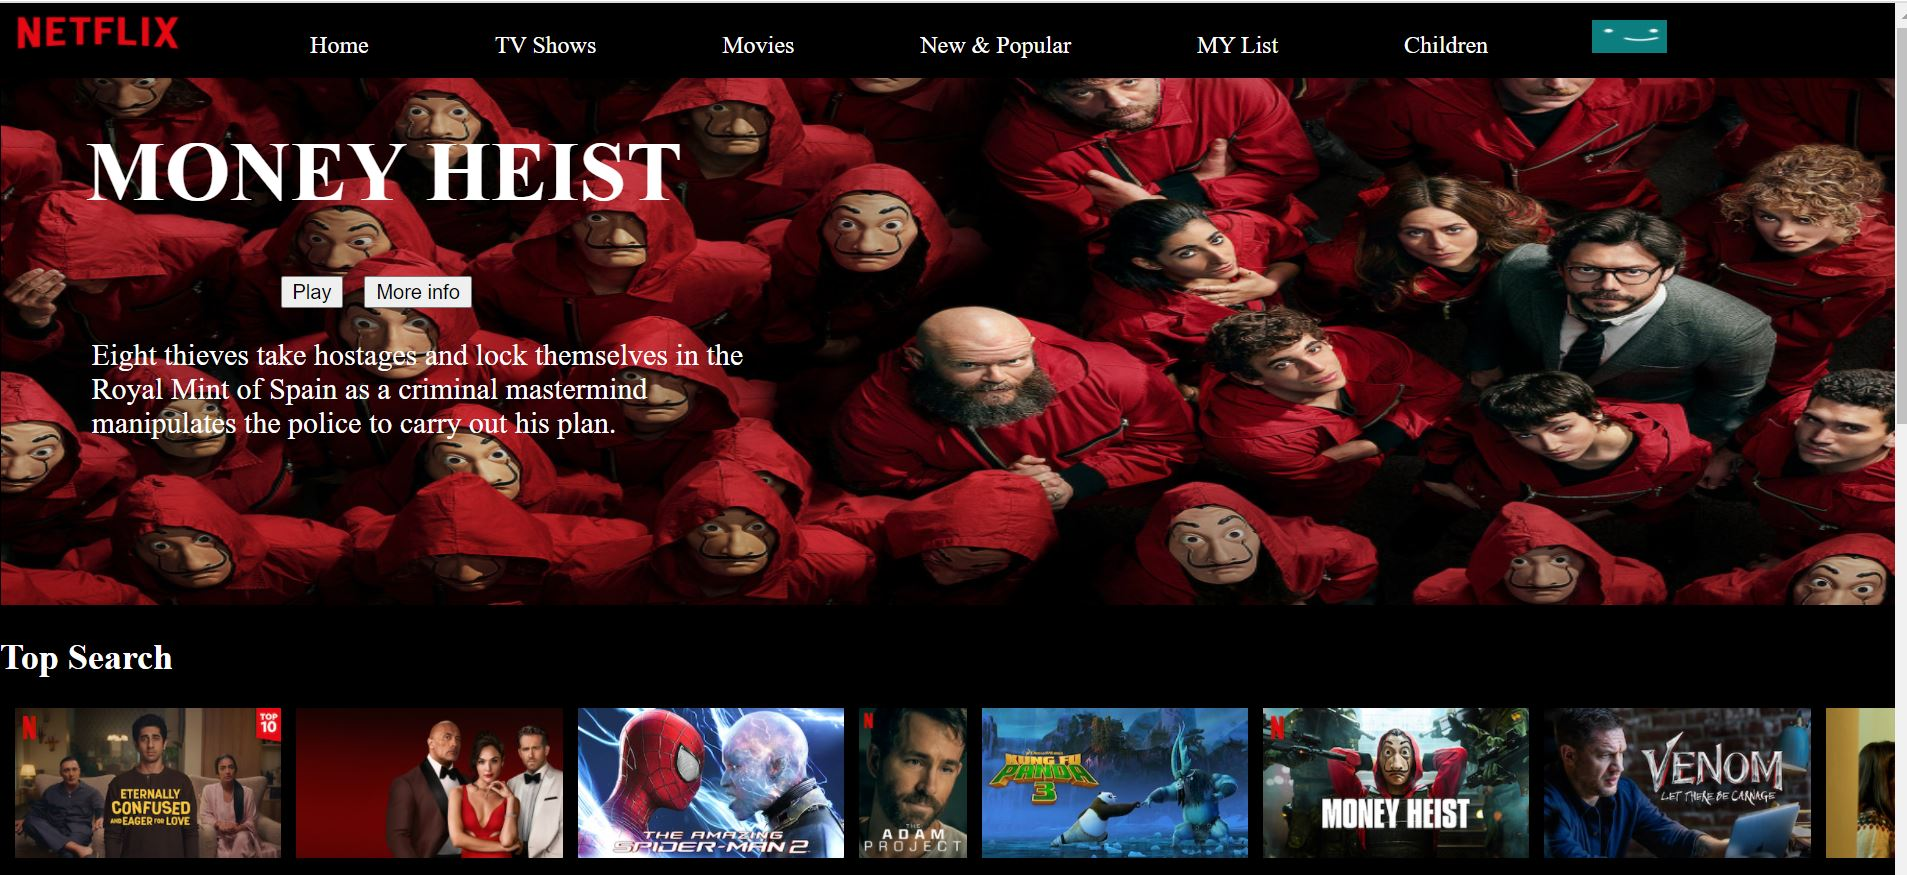 NETFLIX
Home
TV Shows
Movies
New & Popular
MY List
Children
MONEY HEIST
Play
More info
Eight thieves take hostages and lock themselves in the
Royal Mint of Spain as a criminal mastermind
manipulates the police to carry out his plan.
Top Search
N
TOP
10
ETERNALLY
CONFUSED
AND EAGER FOR LOVE
THE AMAZING
SPIDER-MAN 2
N
THE
ADAM
PROJECT
DREAMWORKS
KUNG FU
PANDA
3
N
MONEY HEIST
VENOM
LET THERE BE CARNAGE